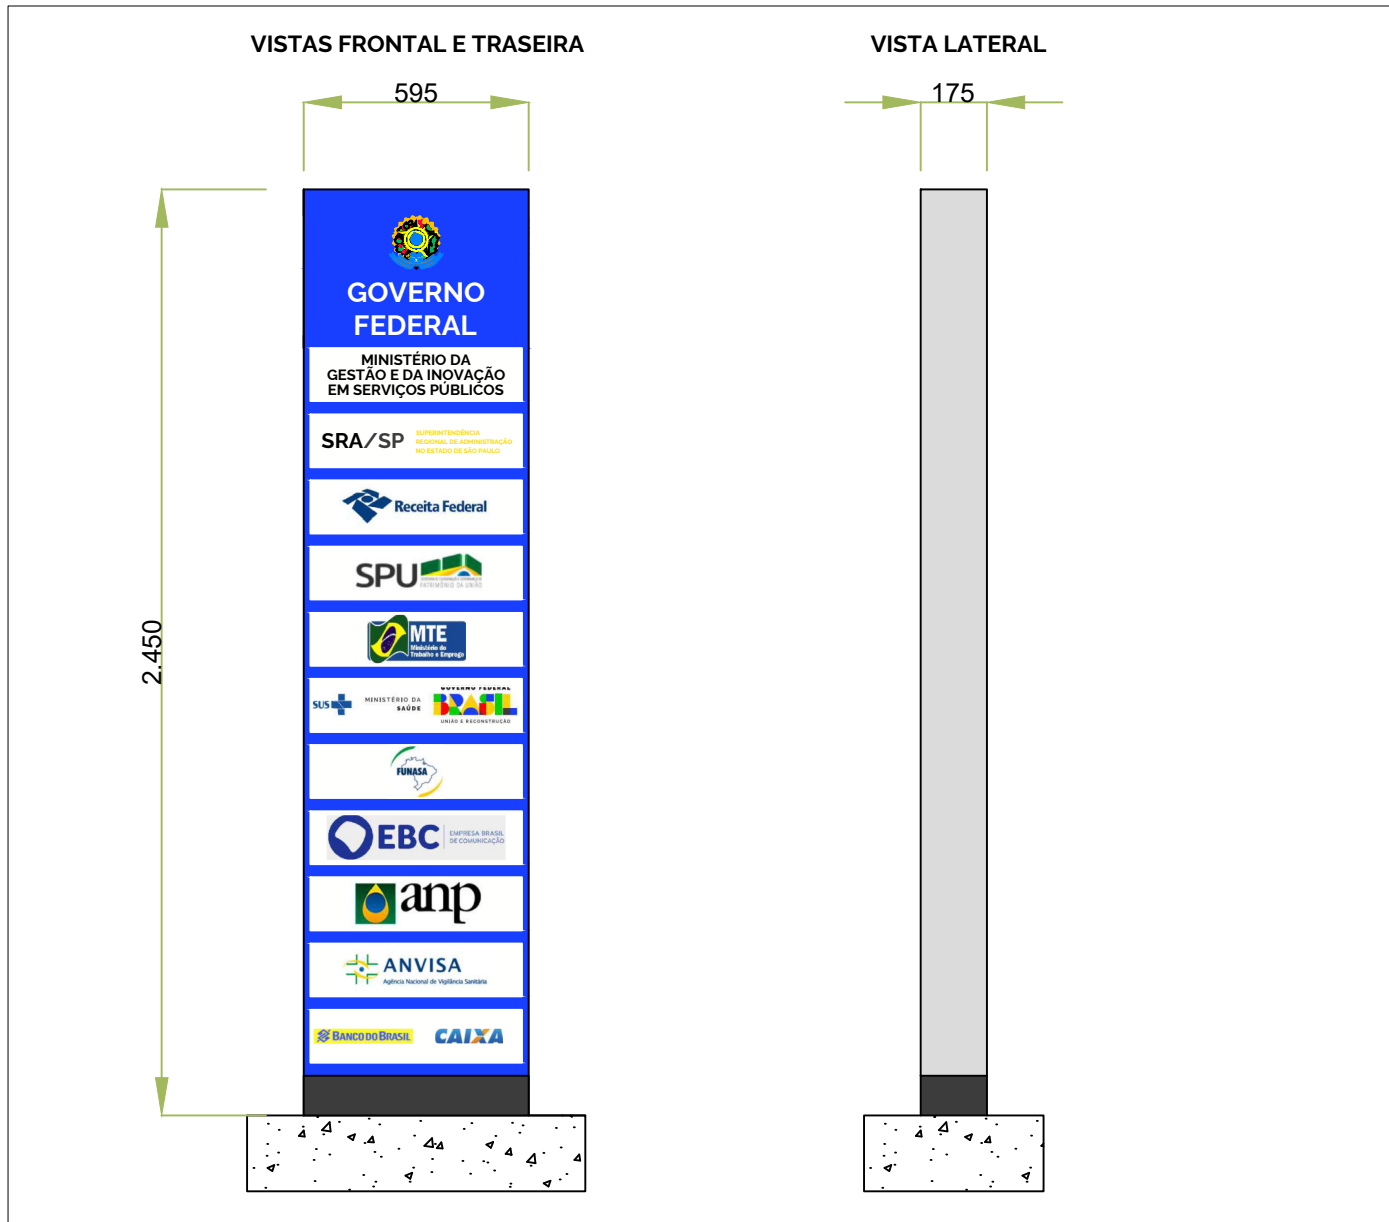 VISTAS FRONTAL E TRASEIRA
VISTA LATERAL
595
175
2.450
GOVERNO
FEDERAL
MINISTÉRIO DA
GESTÃO E DA INOVAÇÃO
EM SERVIÇOS PÚBLICOS
SRA/SP
SUPERINTENDÊNCIA
REGIONAL DE ADMINISTRAÇÃO
NO ESTADO DE SÃO PAULO
Receita Federal
SPU
PATRIMÔNIO DA UNIÃO
MTE
Ministério do
Trabalho e Emprego
SUS
MINISTÉRIO DA
SAÚDE
GOVERNO FEDERAL
BRASIL
UNIÃO E RECONSTRUÇÃO
FUNASA
EBC
EMPRESA BRASIL
DE COMUNICAÇÃO
anp
ANVISA
Agência Nacional de Vigilância Sanitária
BANCO DO BRASIL
CAIXA